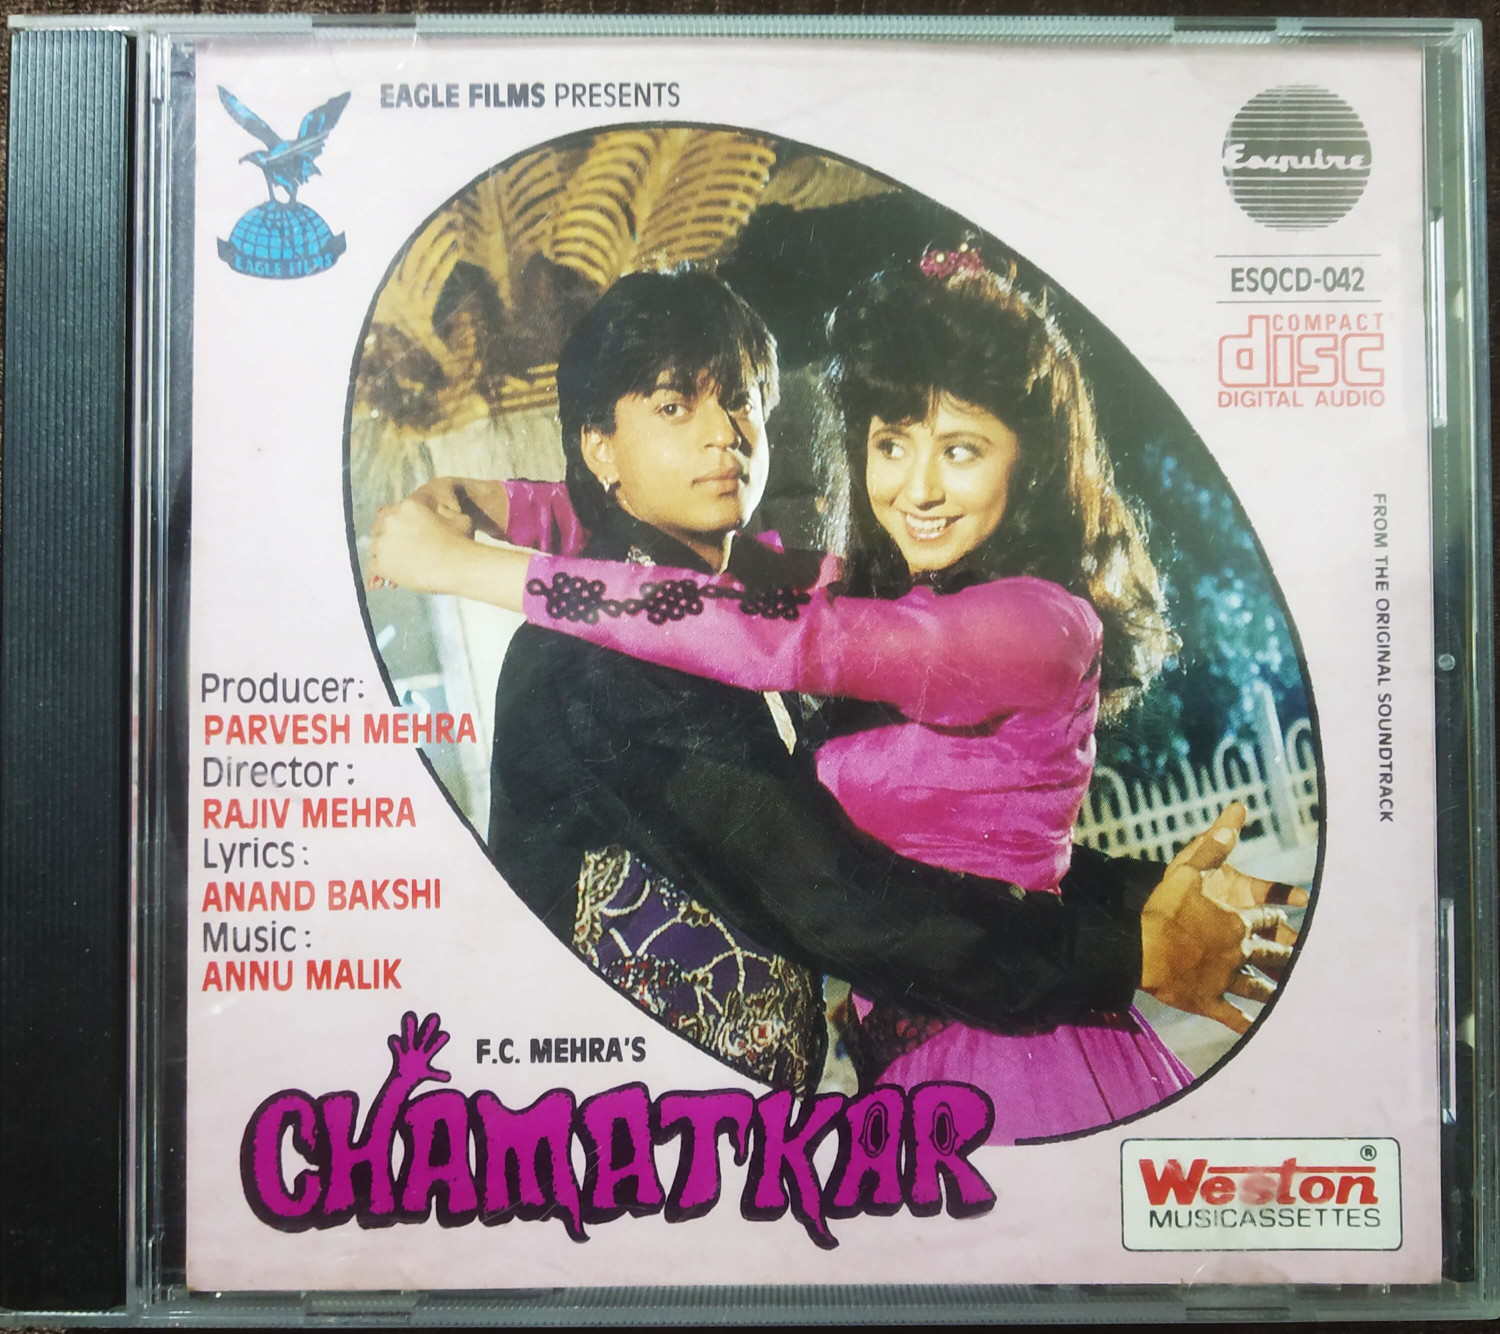 EAGLE FILMS PRESENTS
EAGLE FILMS
Esquire
ESQCD-042
COMPACT
disc
DIGITAL AUDIO
FROM THE ORIGINAL SOUNDTRACK
Producer:
PARVESH MEHRA
Director:
RAJIV MEHRA
Lyrics:
ANAND BAKSHI
Music:
ANNU MALIK
F.C. MEHRA'S
CHAMATKAR
Weston®
MUSICASSETTES